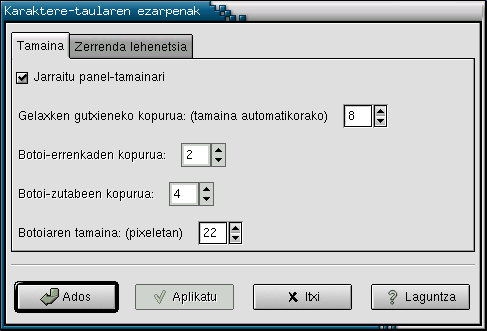 Karaktere-taularen ezarpenak
Tamaina Zerrenda lehenetsia
Jarraitu panel-tamainari
Gelaxken gutxieneko kopurua: (tamaina automatikorako) 8
Botoi-errenkaden kopurua: 2
Botoi-zutabeen kopurua: 4
Botoiaren tamaina: (pixeletan) 22
Ados Aplikatu Itxi Laguntza